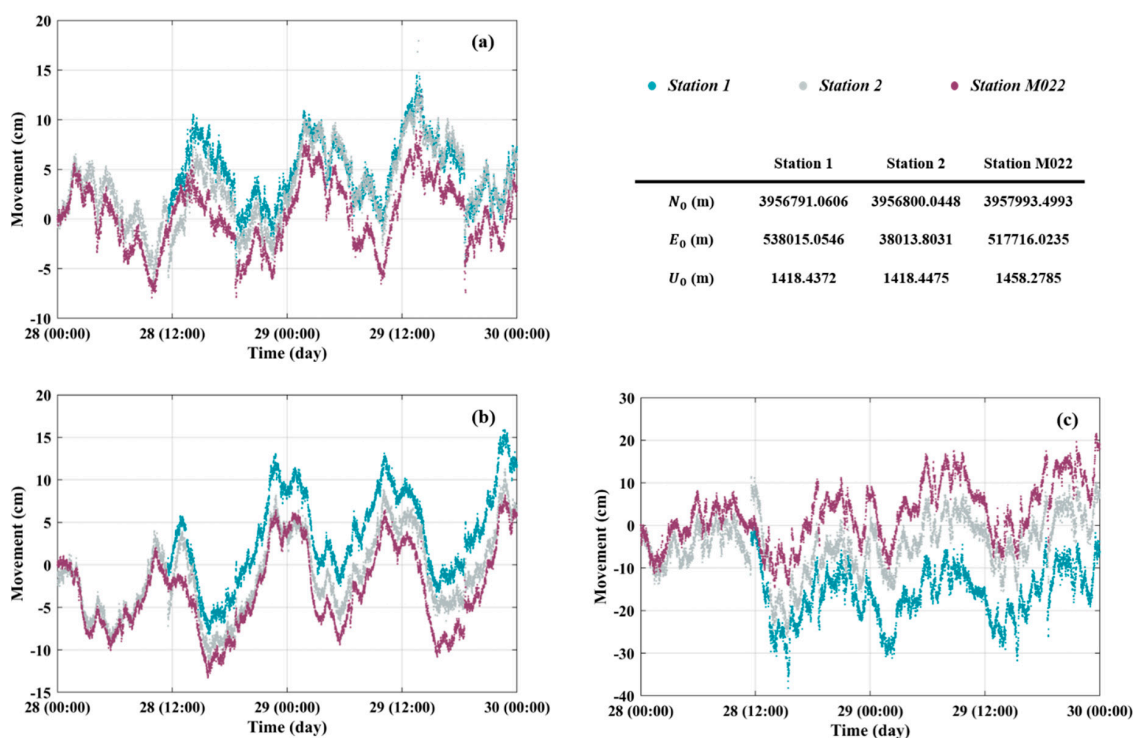 (a)
20
15
10
5
0
-5
-10
Movement (cm)
28 (00:00) 28 (12:00) 29 (00:00) 29 (12:00) 30 (00:00)
Time (day)
Station 1 Station 2 Station M022
Station 1 Station 2 Station M022
N0 (m) 3956791.0606 3956800.0448 3957993.4993
E0 (m) 538015.0546 38013.8031 517716.0235
U0 (m) 1418.4372 1418.4475 1458.2785
(b)
20
15
10
5
0
-5
-10
-15
Movement (cm)
28 (00:00) 28 (12:00) 29 (00:00) 29 (12:00) 30 (00:00)
Time (day)
(c)
30
20
10
0
-10
-20
-30
-40
Movement (cm)
28 (00:00) 28 (12:00) 29 (00:00) 29 (12:00) 30 (00:00)
Time (day)